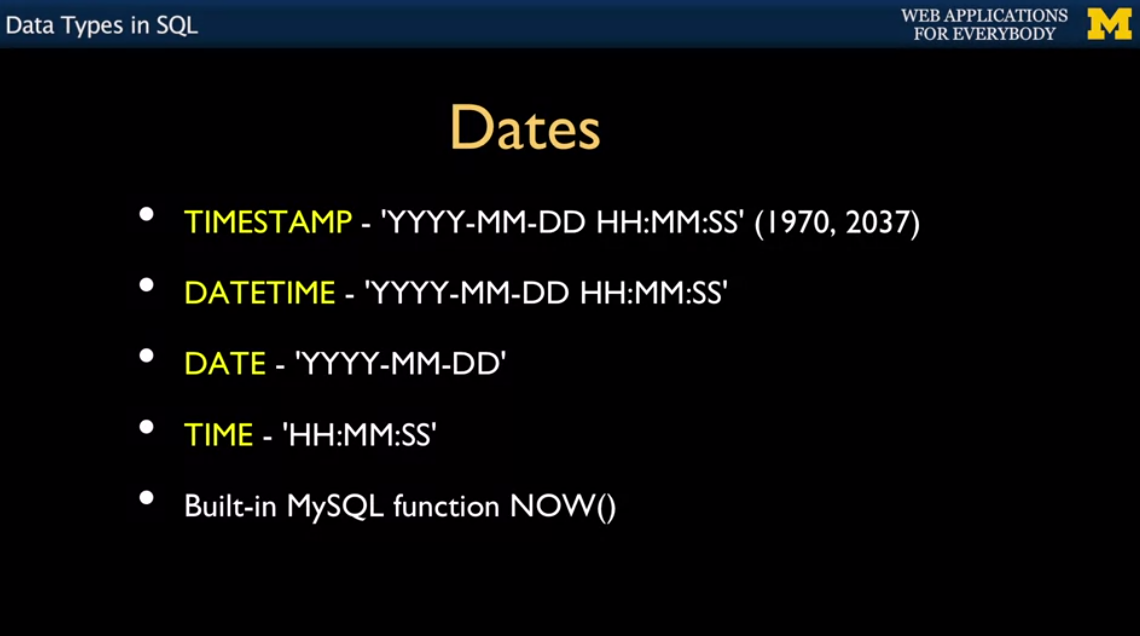 Data Types in SQL
WEB APPLICATIONS
FOR EVERYBODY
M
Dates
• TIMESTAMP - 'YYYY-MM-DD HH:MM:SS' (1970, 2037)
• DATETIME - 'YYYY-MM-DD HH:MM:SS'
• DATE - 'YYYY-MM-DD'
• TIME - 'HH:MM:SS'
• Built-in MySQL function NOW()